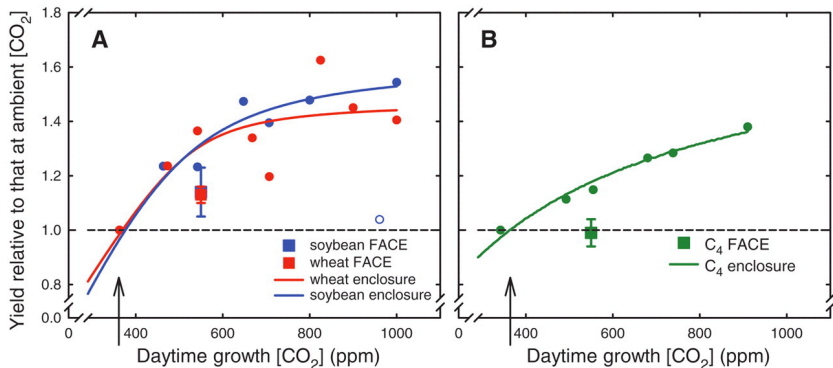 Yield relative to that at ambient [CO₂]
1.8
1.6
1.4
1.2
1.0
0.8
0.0
A
soybean FACE
wheat FACE
wheat enclosure
soybean enclosure
0 400 600 800 1000
Daytime growth [CO₂] (ppm)
B
C₄ FACE
C₄ enclosure
0 400 600 800 1000
Daytime growth [CO₂] (ppm)